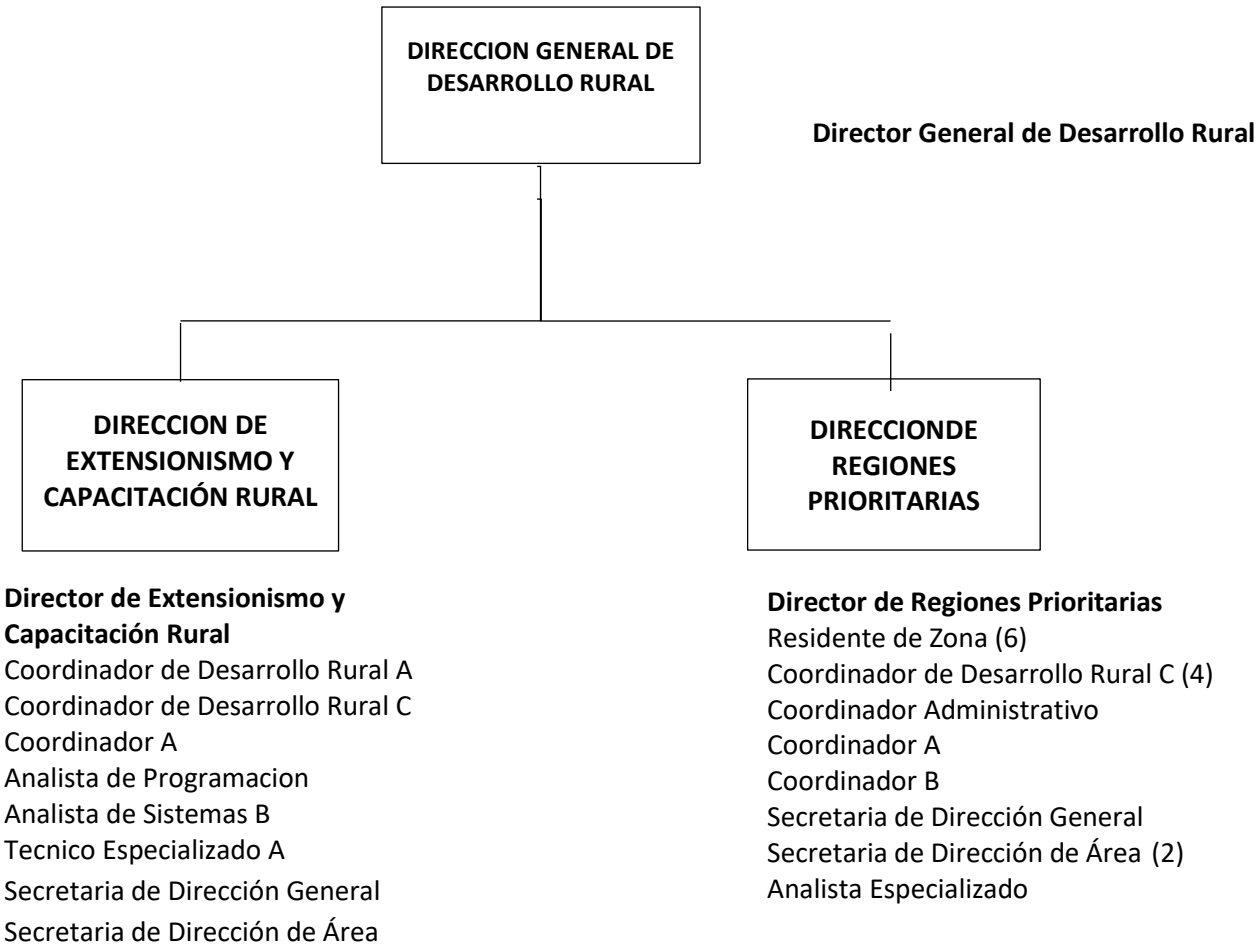 DIRECCION GENERAL DE
DESARROLLO RURAL
Director General de Desarrollo Rural
DIRECCION DE
EXTENSIONISMO Y
CAPACITACIÓN RURAL
DIRECCIONDE
REGIONES
PRIORITARIAS
Director de Extensionismo y
Capacitación Rural
Coordinador de Desarrollo Rural A
Coordinador de Desarrollo Rural C
Coordinador A
Analista de Programacion
Analista de Sistemas B
Tecnico Especializado A
Secretaria de Dirección General
Secretaria de Dirección de Área
Director de Regiones Prioritarias
Residente de Zona (6)
Coordinador de Desarrollo Rural C (4)
Coordinador Administrativo
Coordinador A
Coordinador B
Secretaria de Dirección General
Secretaria de Dirección de Área (2)
Analista Especializado